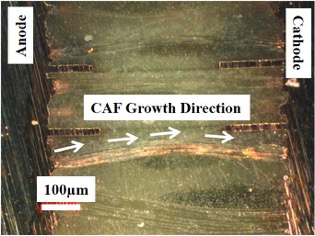 Anode
Cathode
CAF Growth Direction
100µm